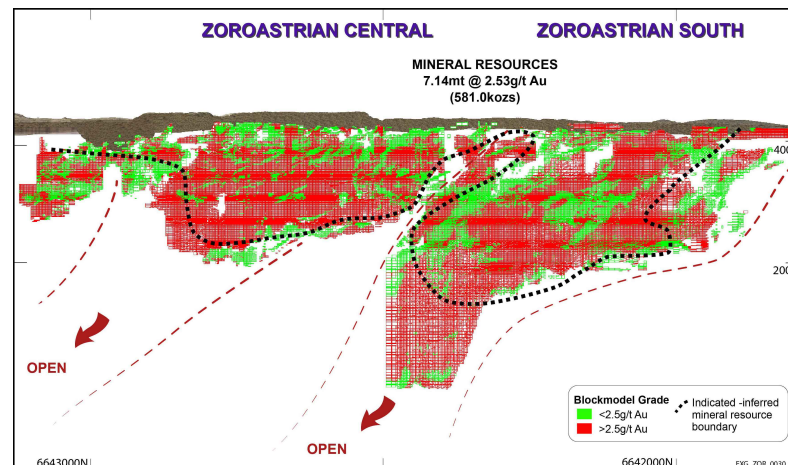 ZOROASTRIAN CENTRAL
ZOROASTRIAN SOUTH
MINERAL RESOURCES
7.14mt @ 2.53g/t Au
(581.0kozs)
400
200
OPEN
OPEN
Blockmodel Grade
<2.5g/t Au
>2.5g/t Au
Indicated -inferred
mineral resource
boundary
6643000N
6642000N
EXG_ZOR_0030